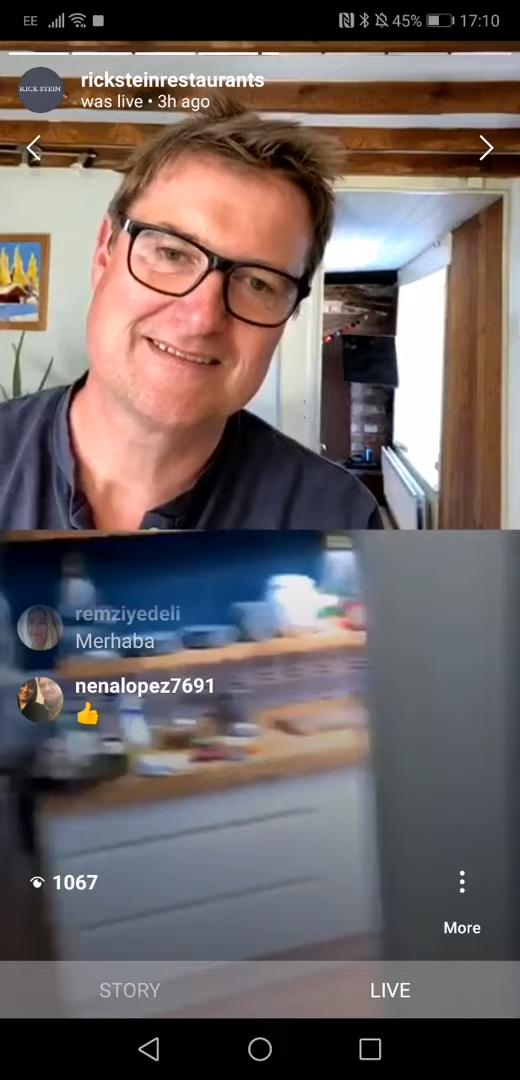 EE 45% 17:10
RICK STEIN
ricksteinrestaurants
was live • 3h ago
remziyedeli
Merhaba
nenalopez7691
👍
1067
More
STORY LIVE